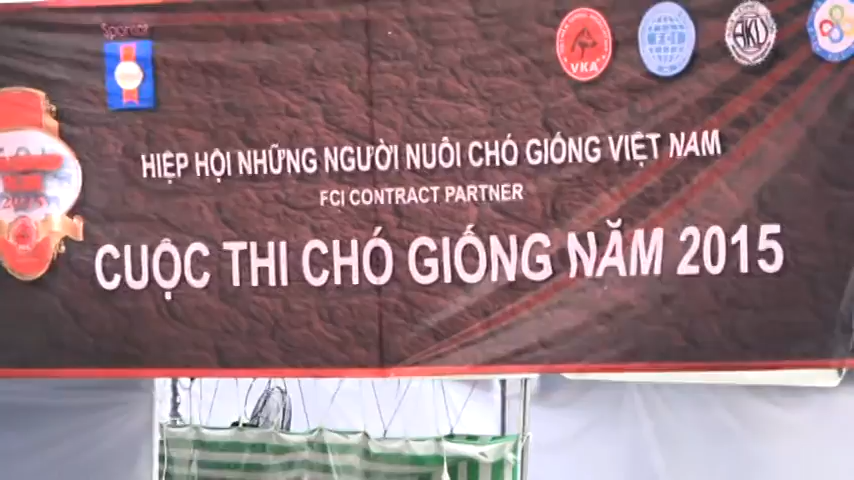 Sponsor
VKA
FCI
AKU
HIỆP HỘI NHỮNG NGƯỜI NUÔI CHÓ GIỐNG VIỆT NAM
FCI CONTRACT PARTNER
CUỘC THI CHÓ GIỐNG NĂM 2015